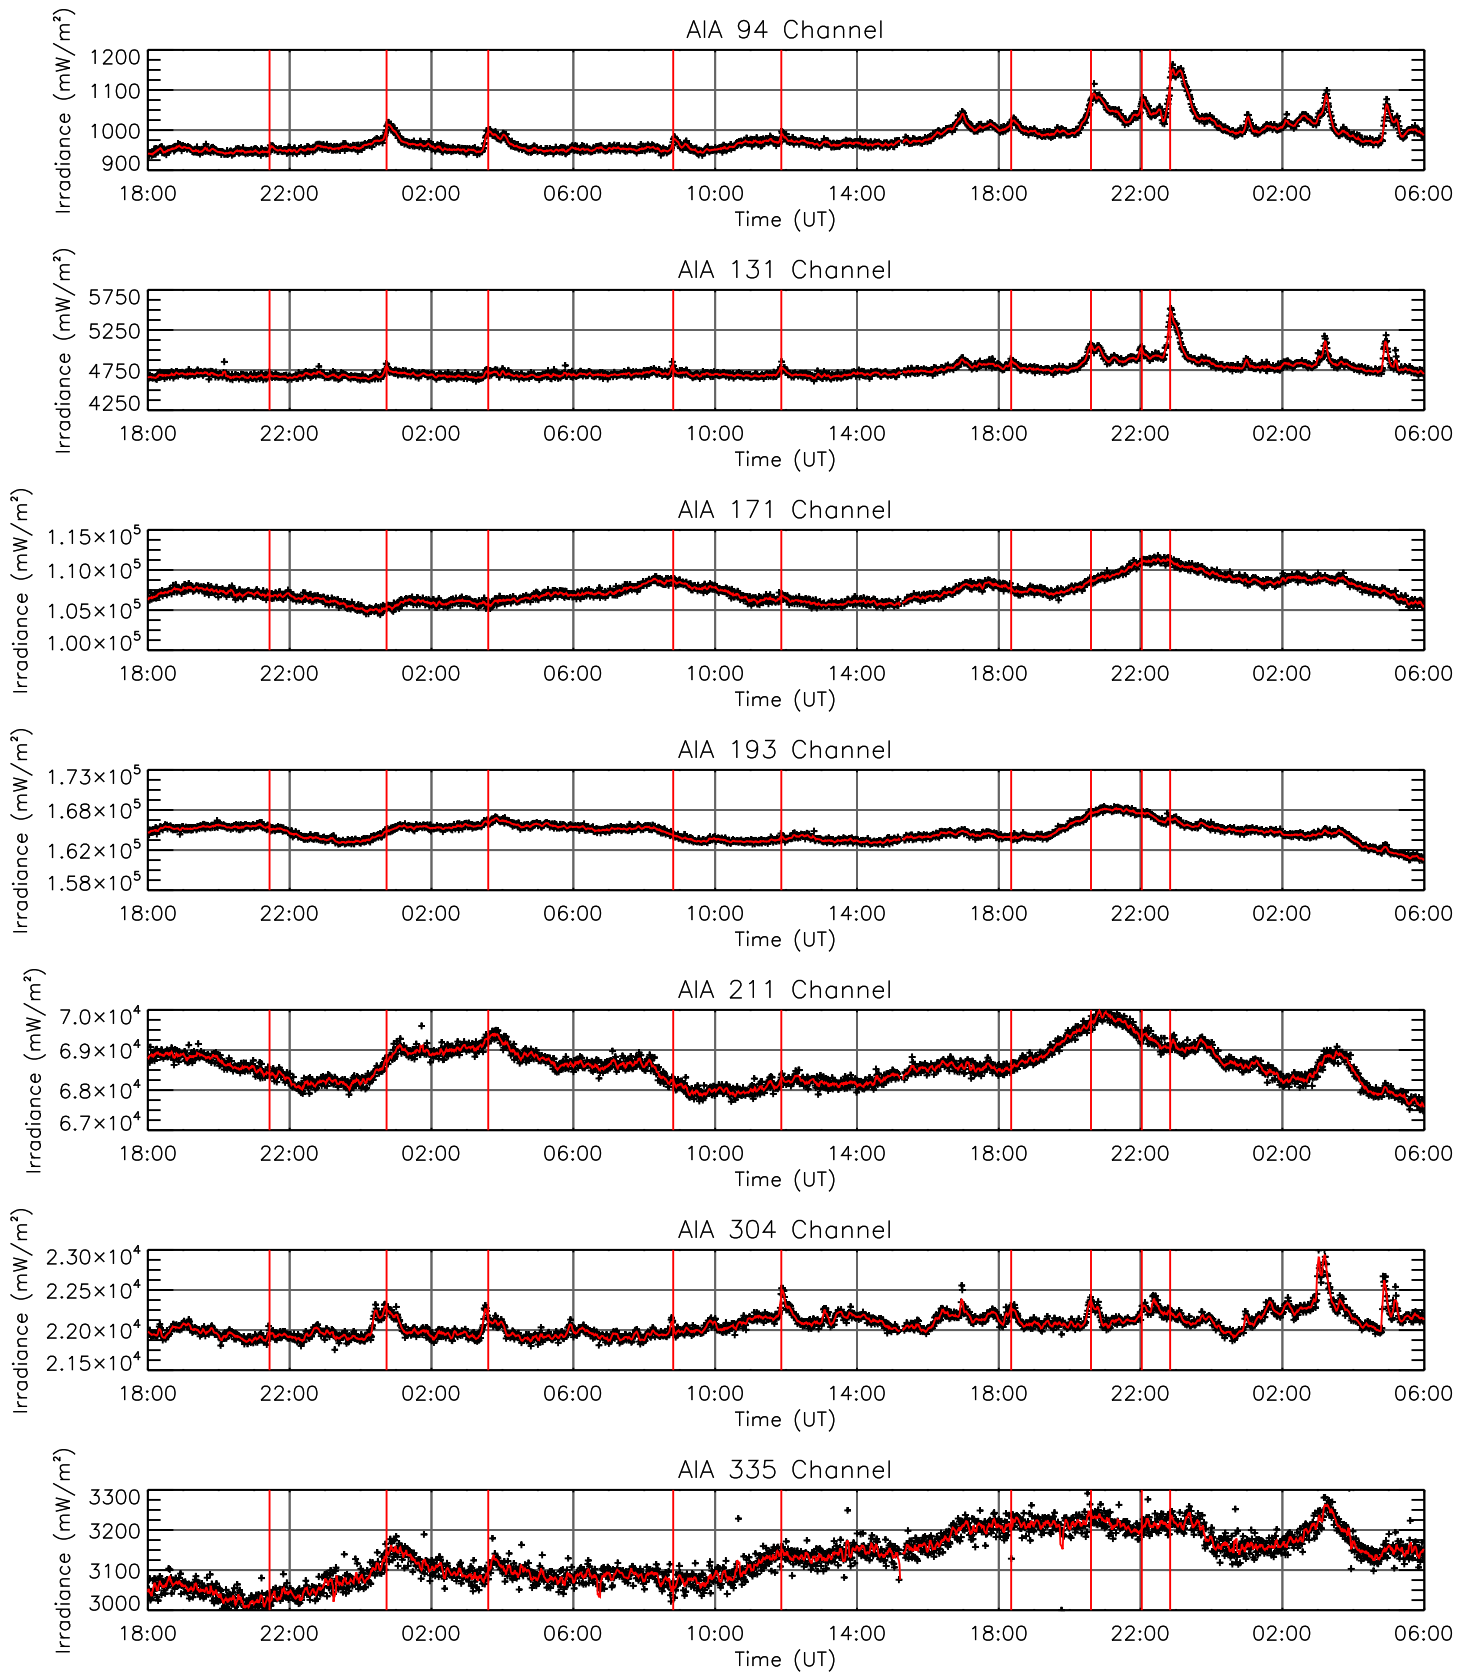 AIA 94 Channel
Irradiance (mW/m²)
1200
1100
1000
900
18:00 22:00 02:00 06:00 10:00 14:00 18:00 22:00 02:00 06:00
Time (UT)
AIA 131 Channel
Irradiance (mW/m²)
5750
5250
4750
4250
18:00 22:00 02:00 06:00 10:00 14:00 18:00 22:00 02:00 06:00
Time (UT)
AIA 171 Channel
Irradiance (mW/m²)
1.15×10⁵
1.10×10⁵
1.05×10⁵
1.00×10⁵
18:00 22:00 02:00 06:00 10:00 14:00 18:00 22:00 02:00 06:00
Time (UT)
AIA 193 Channel
Irradiance (mW/m²)
1.73×10⁵
1.68×10⁵
1.62×10⁵
1.58×10⁵
18:00 22:00 02:00 06:00 10:00 14:00 18:00 22:00 02:00 06:00
Time (UT)
AIA 211 Channel
Irradiance (mW/m²)
7.0×10⁴
6.9×10⁴
6.8×10⁴
6.7×10⁴
18:00 22:00 02:00 06:00 10:00 14:00 18:00 22:00 02:00 06:00
Time (UT)
AIA 304 Channel
Irradiance (mW/m²)
2.30×10⁴
2.25×10⁴
2.20×10⁴
2.15×10⁴
18:00 22:00 02:00 06:00 10:00 14:00 18:00 22:00 02:00 06:00
Time (UT)
AIA 335 Channel
Irradiance (mW/m²)
3300
3200
3100
3000
18:00 22:00 02:00 06:00 10:00 14:00 18:00 22:00 02:00 06:00
Time (UT)